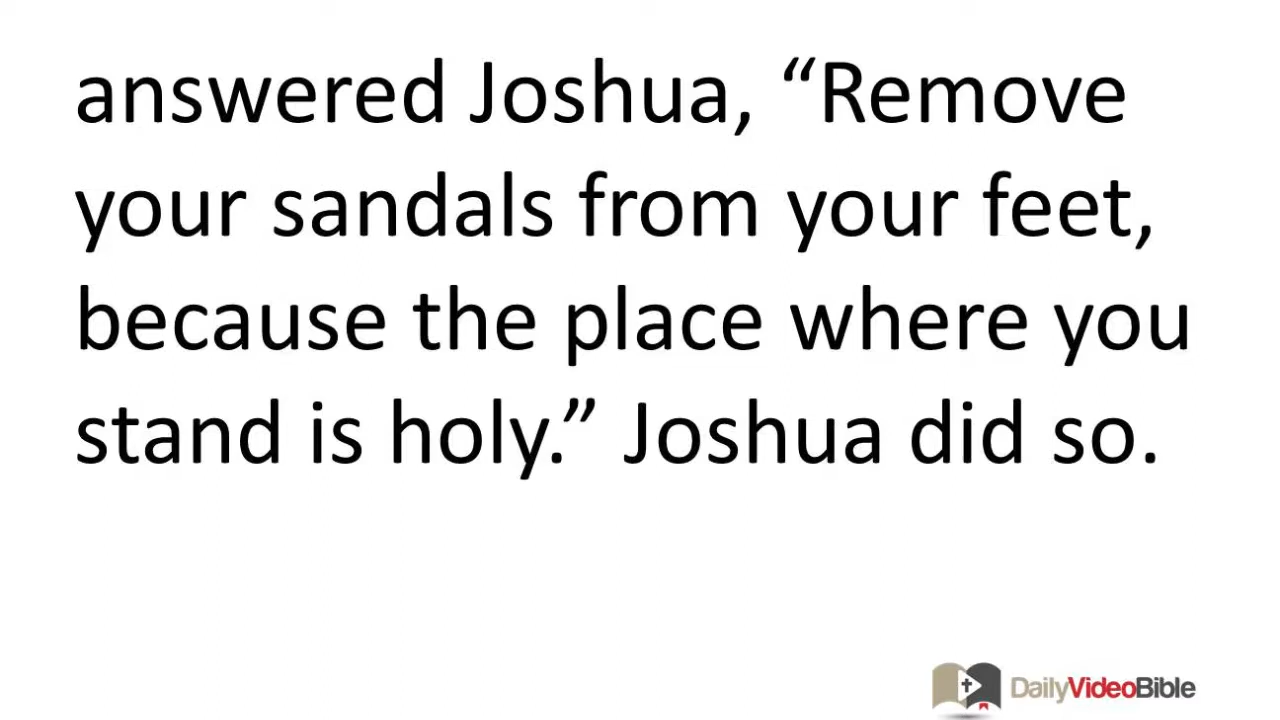 answered Joshua, “Remove
your sandals from your feet,
because the place where you
stand is holy.” Joshua did so.
DailyVideoBible